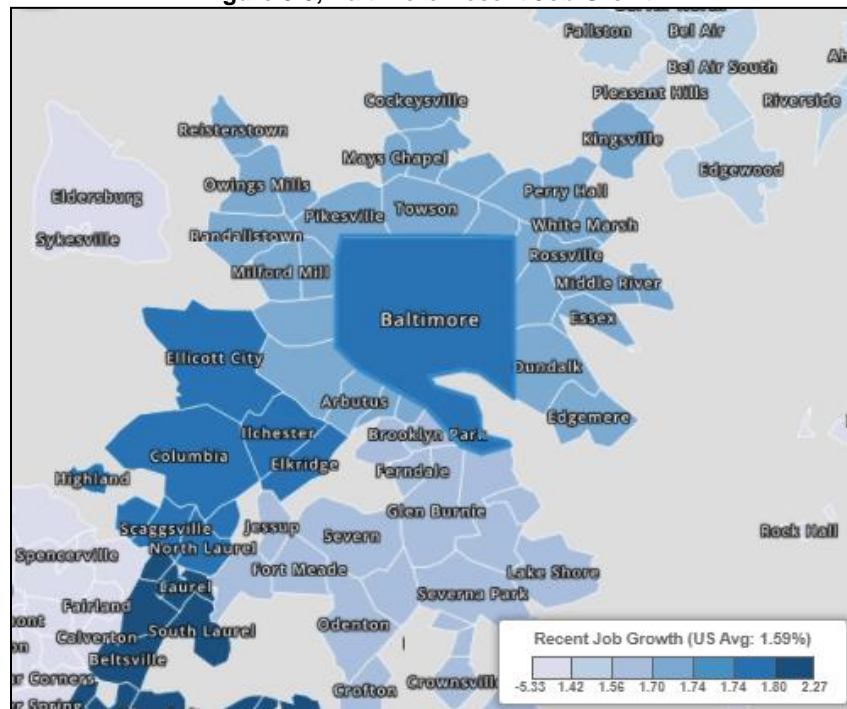 Fallston
Bel Air
Bel Air South
Cockeysville
Pleasant Hills
Riverside
Reisterstown
Kingsville
Mays Chapel
Edgewood
Owings Mills
Perry Hall
Eldersburg
Pikesville
Towson
White Marsh
Sykesville
Randallstown
Rossville
Milford Mill
Middle River
Baltimore
Essex
Ellicott City
Dundalk
Arbutus
Edgemere
Ilchester
Brooklyn Park
Columbia
Elkridge
Highland
Ferndale
Glen Burnie
Scaggsville
Jessup
Severn
Rock Hall
North Laurel
Spencerville
Fort Meade
Lake Shore
Laurel
Severna Park
Fairland
Odenton
Calverton
South Laurel
Beltsville
Recent Job Growth (US Avg: 1.59%)
-5.33 1.42 1.56 1.70 1.74 1.74 1.80 2.27
Corners
Crofton
Crownsvill
Spring